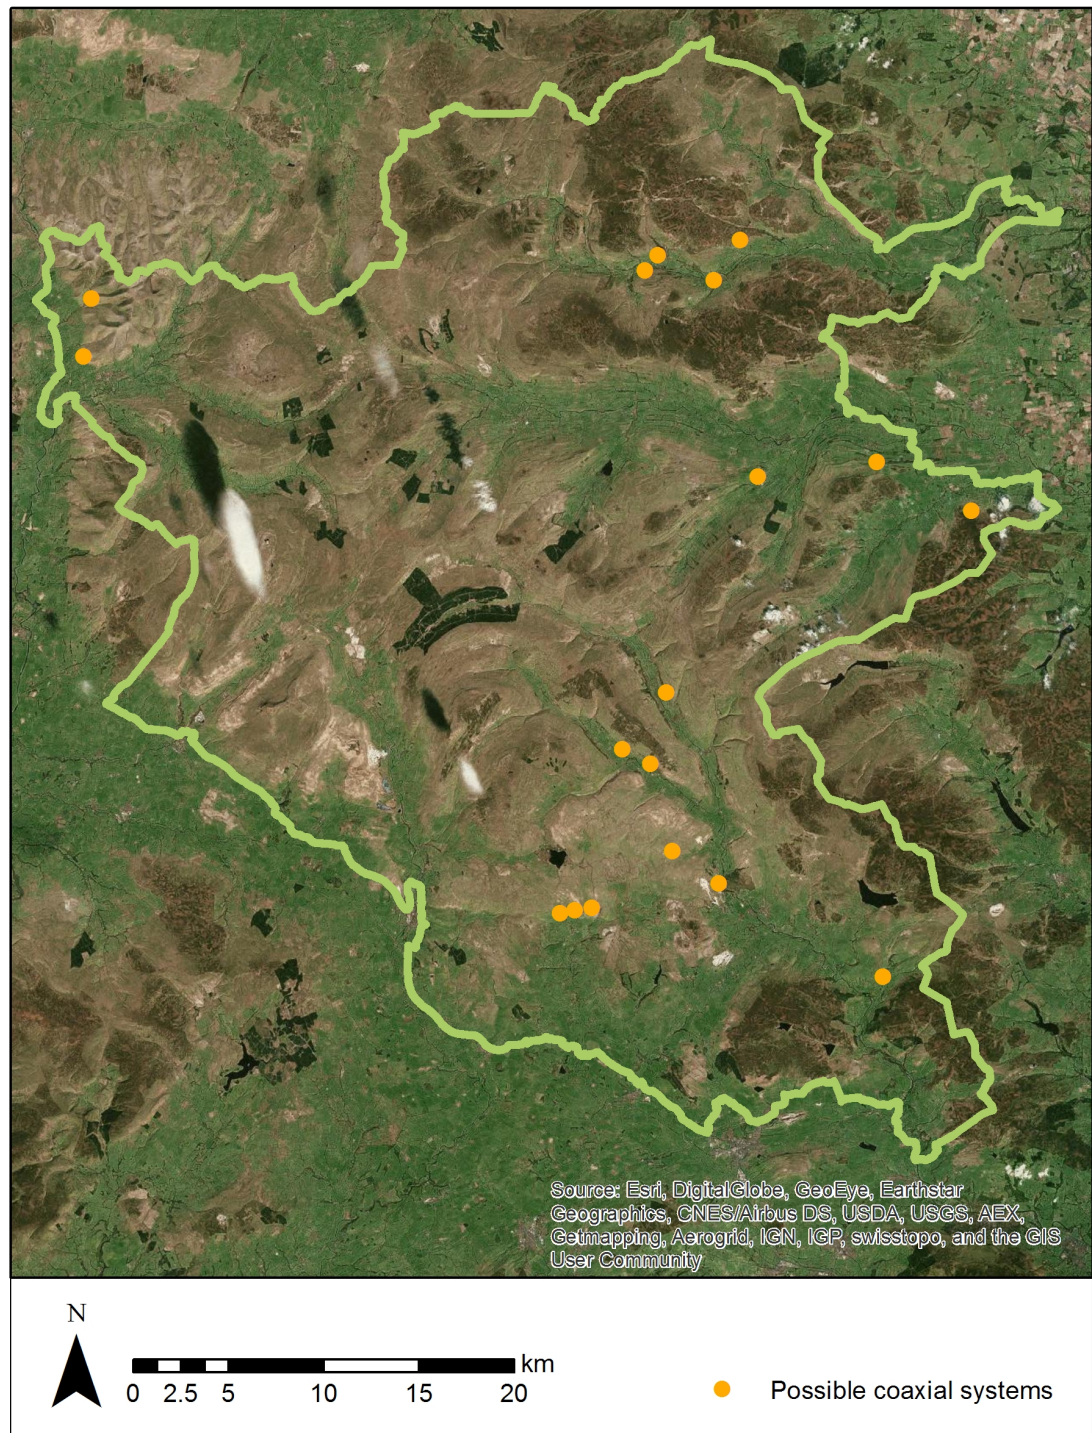 Source: Esri, DigitalGlobe, GeoEye, Earthstar
Geographics, CNES/Airbus DS, USDA, USGS, AEX,
Getmapping, Aerogrid, IGN, IGP, swisstopo, and the GIS
User Community
N
km
0 2.5 5 10 15 20
Possible coaxial systems